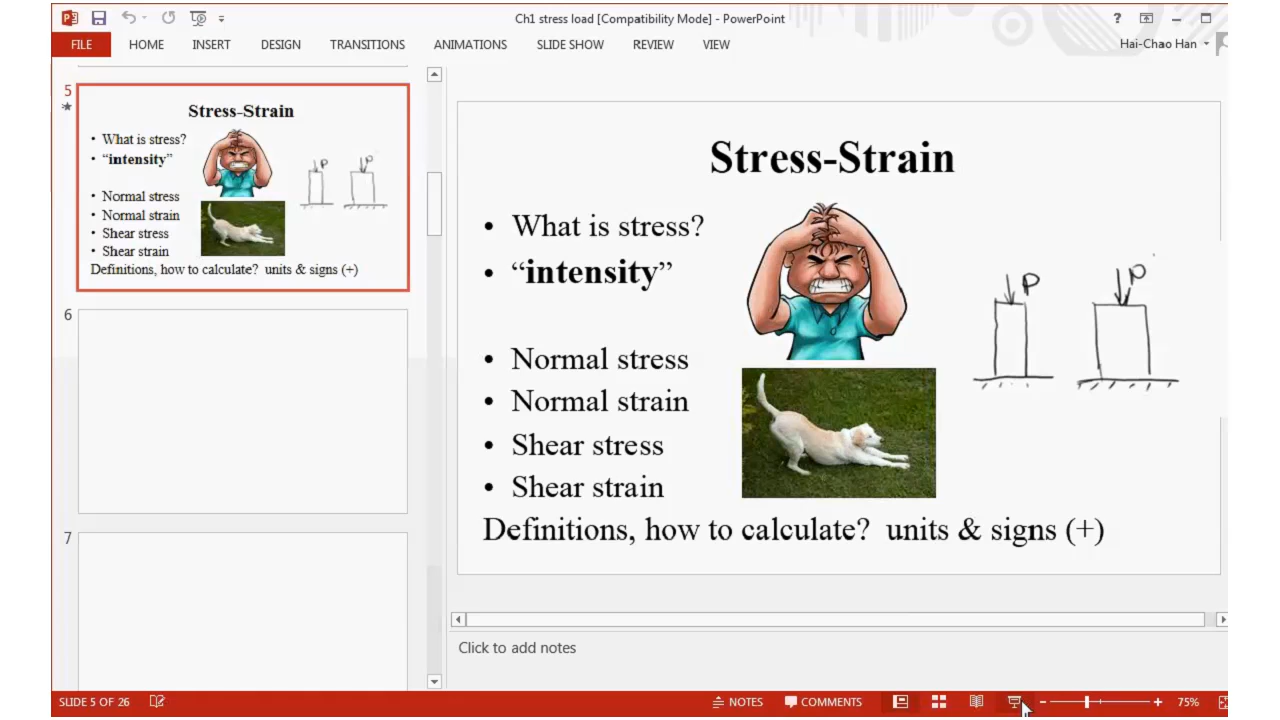 Ch1 stress load [Compatibility Mode] - PowerPoint
?
FILE HOME INSERT DESIGN TRANSITIONS ANIMATIONS SLIDE SHOW REVIEW VIEW
Hai-Chao Han
5
Stress-Strain
• What is stress?
• “intensity”
• Normal stress
• Normal strain
• Shear stress
• Shear strain
Definitions, how to calculate? units & signs (+)
P P
6
7
Stress-Strain
• What is stress?
• “intensity”
• Normal stress
• Normal strain
• Shear stress
• Shear strain
Definitions, how to calculate? units & signs (+)
P P
Click to add notes
SLIDE 5 OF 26
NOTES COMMENTS
75%